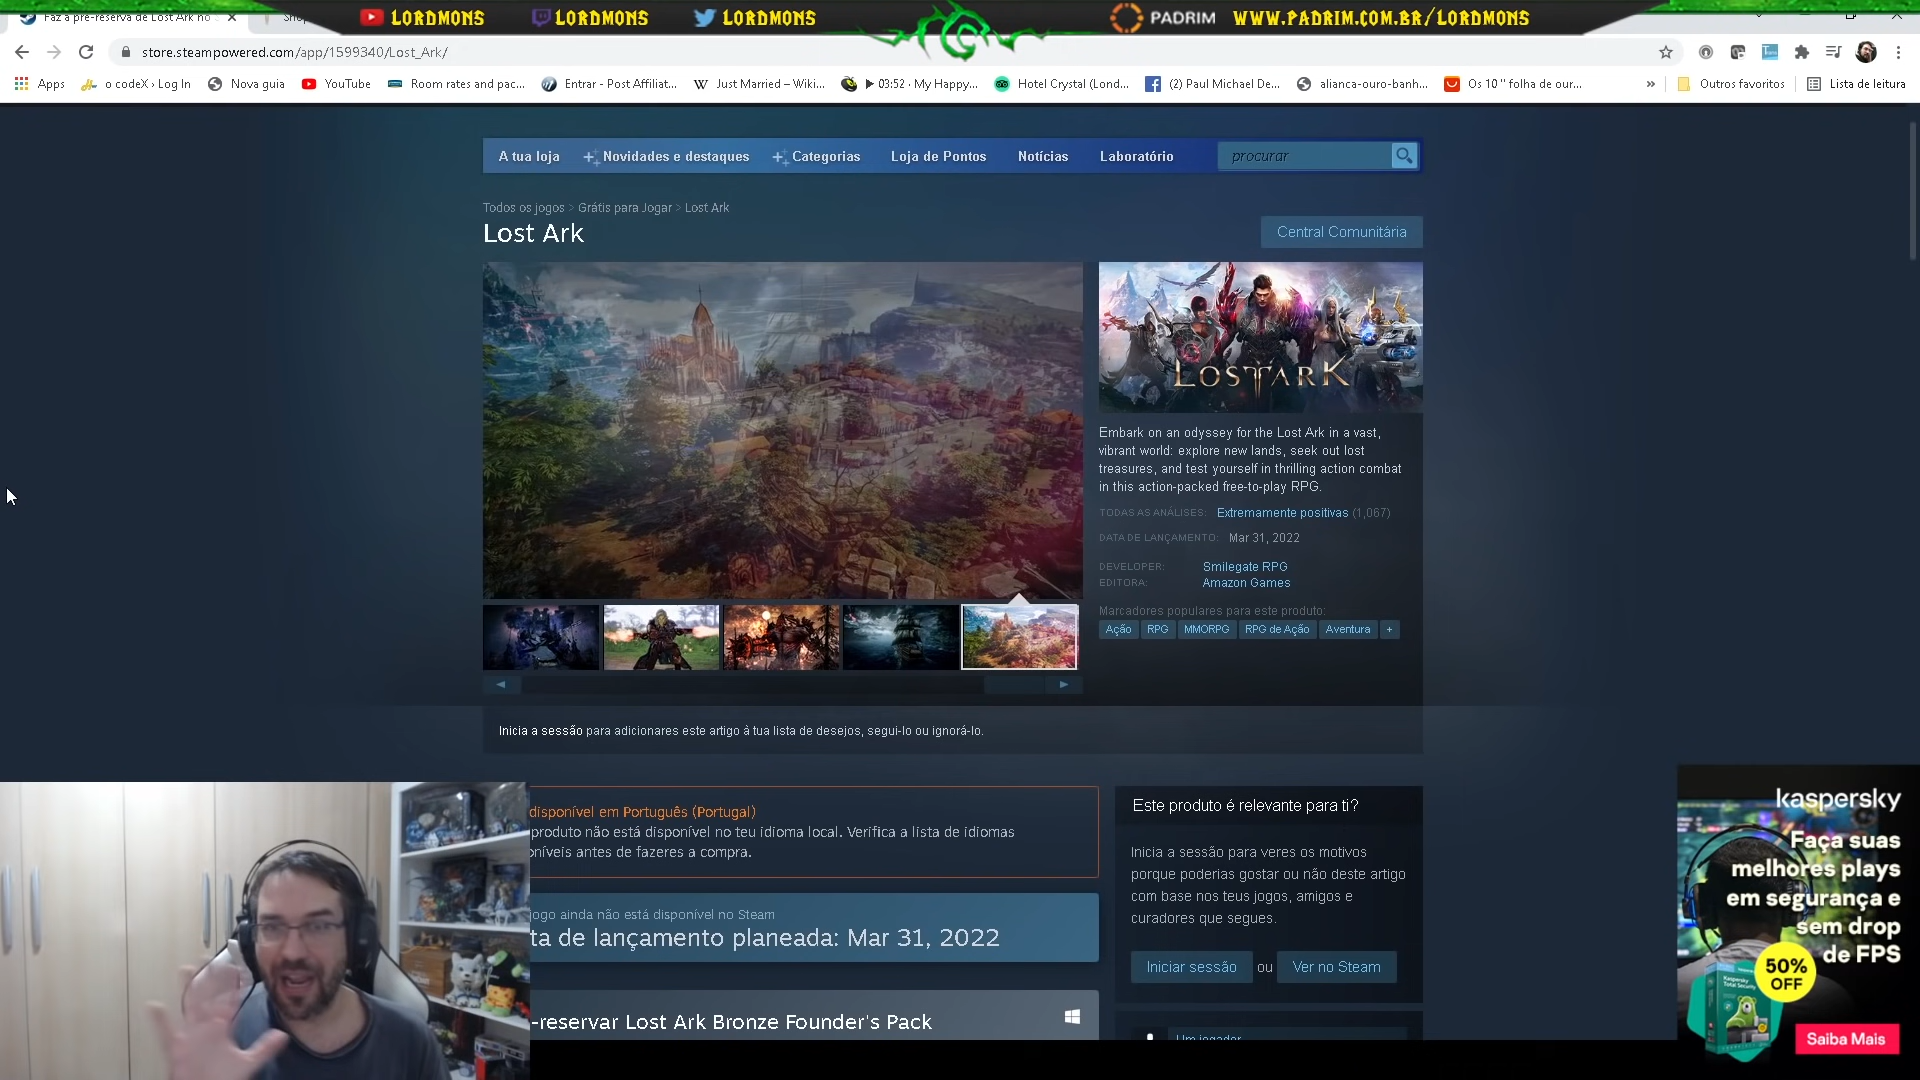 Faz a pré-reserva de Lost Ark no S
LORDMONS
LORDMONS
LORDMONS
PADRIM
WWW.PADRIM.COM.BR/LORDMONS
store.steampowered.com/app/1599340/Lost_Ark/
Apps
o codeX › Log In
Nova guia
YouTube
Room rates and pac...
Entrar - Post Affiliat...
Just Married – Wiki...
▶ 03:52 · My Happy...
Hotel Crystal (Lond...
(2) Paul Michael De...
alianca-ouro-banh...
Os 10 " folha de our...
»
Outros favoritos
Lista de leitura
A tua loja
Novidades e destaques
Categorias
Loja de Pontos
Notícias
Laboratório
procurar
Todos os jogos > Grátis para Jogar > Lost Ark
Lost Ark
Central Comunitária
LOST ARK
Embark on an odyssey for the Lost Ark in a vast,
vibrant world: explore new lands, seek out lost
treasures, and test yourself in thrilling action combat
in this action-packed free-to-play RPG.
TODAS AS ANÁLISES: Extremamente positivas (1,067)
DATA DE LANÇAMENTO: Mar 31, 2022
DEVELOPER: Smilegate RPG
EDITORA: Amazon Games
Marcadores populares para este produto:
Ação RPG MMORPG RPG de Ação Aventura +
Inicia a sessão para adicionares este artigo à tua lista de desejos, segui-lo ou ignorá-lo.
disponível em Português (Portugal)
produto não está disponível no teu idioma local. Verifica a lista de idiomas
oníveis antes de fazeres a compra.
jogo ainda não está disponível no Steam
ta de lançamento planeada: Mar 31, 2022
-reservar Lost Ark Bronze Founder's Pack
Este produto é relevante para ti?
Inicia a sessão para veres os motivos
porque poderias gostar ou não deste artigo
com base nos teus jogos, amigos e
curadores que segues.
Iniciar sessão ou Ver no Steam
Um jogador
kaspersky
Faça suas
melhores plays
em segurança e
sem drop
de FPS
50%
OFF
Saiba Mais